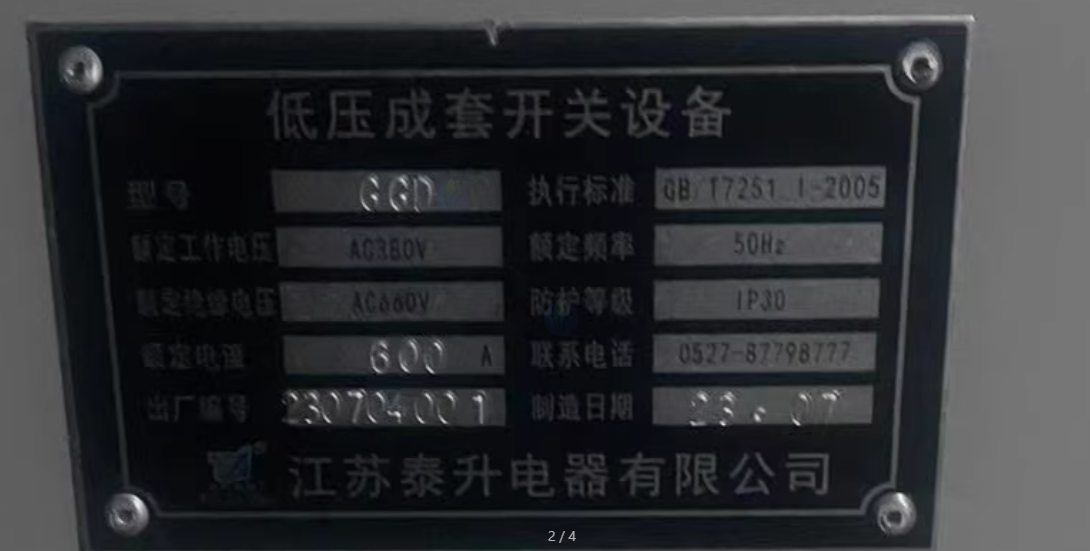 低压成套开关设备
型号 GGD 执行标准 GB/T7251.1-2005
额定工作电压 AC380V 额定频率 50Hz
额定绝缘电压 AC660V 防护等级 IP30
额定电流 600 A 联系电话 0527-87798777
出厂编号 230704001 制造日期 23.07
江苏泰升电器有限公司
2/4